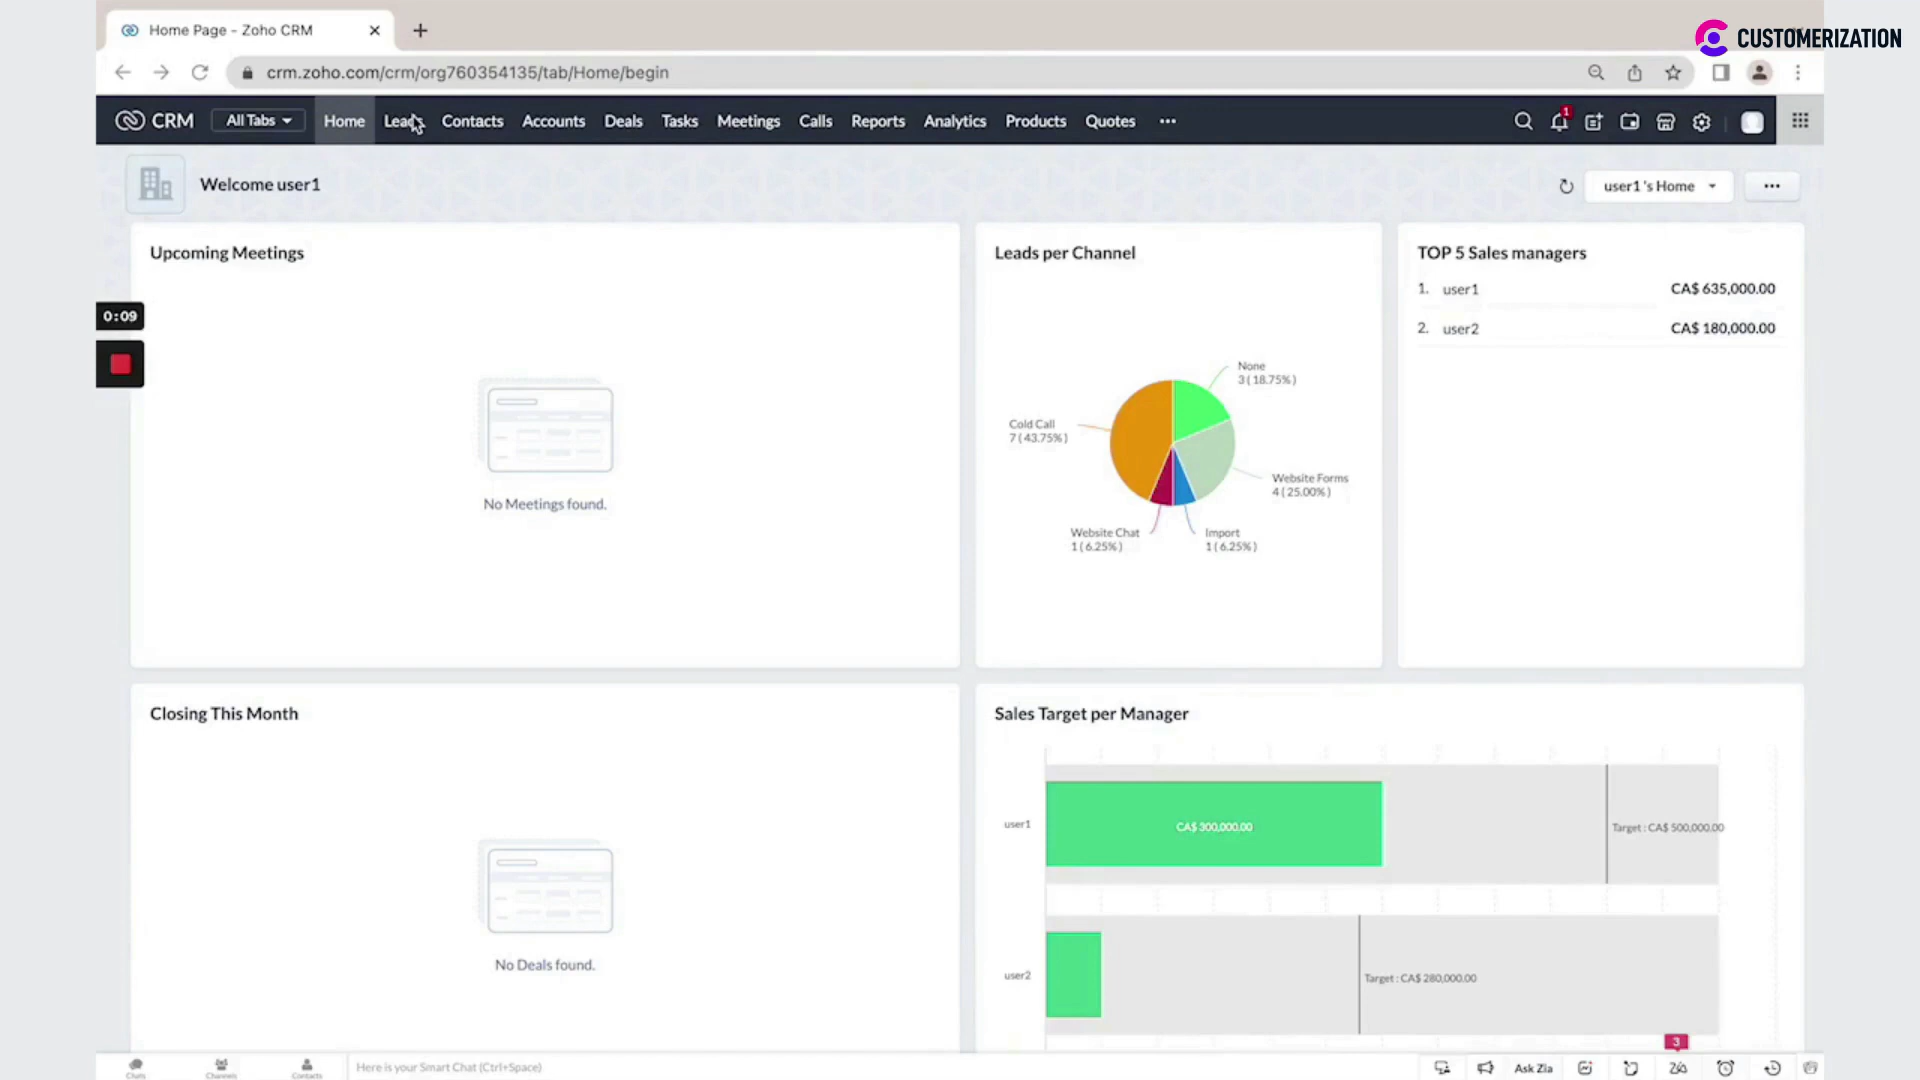 Home Page - Zoho CRM
CUSTOMERIZATION
crm.zoho.com/crm/org760354135/tab/Home/begin
CRM
All Tabs
Home
Leads
Contacts
Accounts
Deals
Tasks
Meetings
Calls
Reports
Analytics
Products
Quotes
1
Welcome user1
user1 's Home
Upcoming Meetings
No Meetings found.
Leads per Channel
None
3 ( 18.75% )
Cold Call
7 ( 43.75% )
Website Forms
4 ( 25.00% )
Website Chat
1 ( 6.25% )
Import
1 ( 6.25% )
TOP 5 Sales managers
1. user1 CA$ 635,000.00
2. user2 CA$ 180,000.00
0:09
Closing This Month
No Deals found.
Sales Target per Manager
user1
CA$ 300,000.00
Target : CA$ 500,000.00
user2
Target : CA$ 280,000.00
3
Chats
Channels
Contacts
Here is your Smart Chat (Ctrl+Space)
Ask Zia